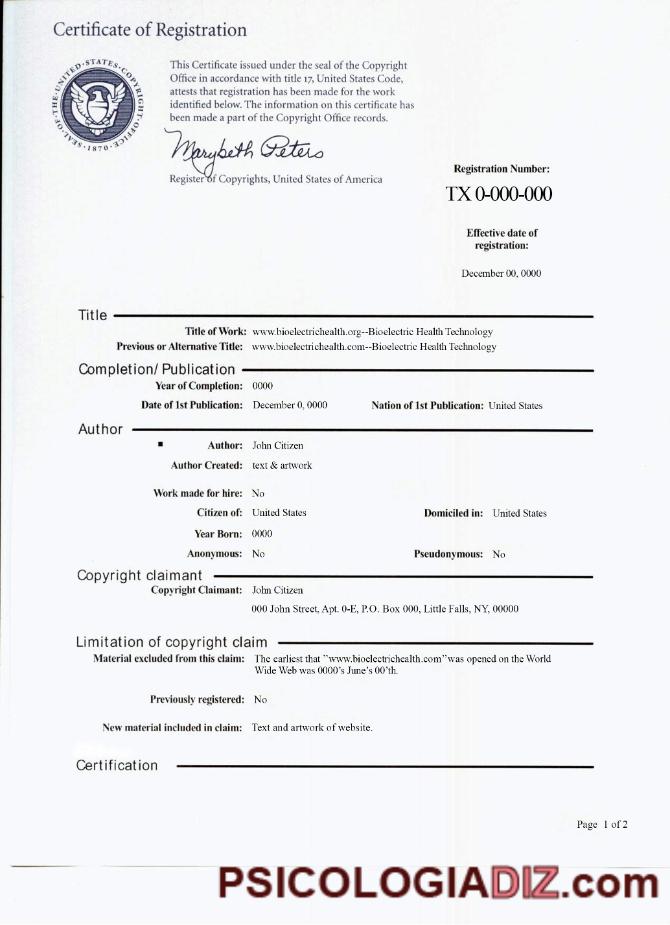 Certificate of Registration
This Certificate issued under the seal of the Copyright
Office in accordance with title 17, United States Code,
attests that registration has been made for the work
identified below. The information on this certificate has
been made a part of the Copyright Office records.
Marybeth Peters
Register of Copyrights, United States of America
·THE·UNITED·STATES·COPYRIGHT·OFFICE·
SEAL·OF·
·1870·
Registration Number:
TX 0-000-000
Effective date of
registration:
December 00, 0000
Title
Title of Work: www.bioelectrichealth.org--Bioelectric Health Technology
Previous or Alternative Title: www.bioelectrichealth.com--Bioelectric Health Technology
Completion/ Publication
Year of Completion: 0000
Date of 1st Publication: December 0, 0000 Nation of 1st Publication: United States
Author
Author: John Citizen
Author Created: text & artwork
Work made for hire: No
Citizen of: United States Domiciled in: United States
Year Born: 0000
Anonymous: No Pseudonymous: No
Copyright claimant
Copyright Claimant: John Citizen
000 John Street, Apt. 0-E, P.O. Box 000, Little Falls, NY, 00000
Limitation of copyright claim
Material excluded from this claim: The earliest that "www.bioelectrichealth.com"was opened on the World
Wide Web was 0000's June's 00'th.
Previously registered: No
New material included in claim: Text and artwork of website.
Certification
Page 1 of 2
PSICOLOGIADIZ.com